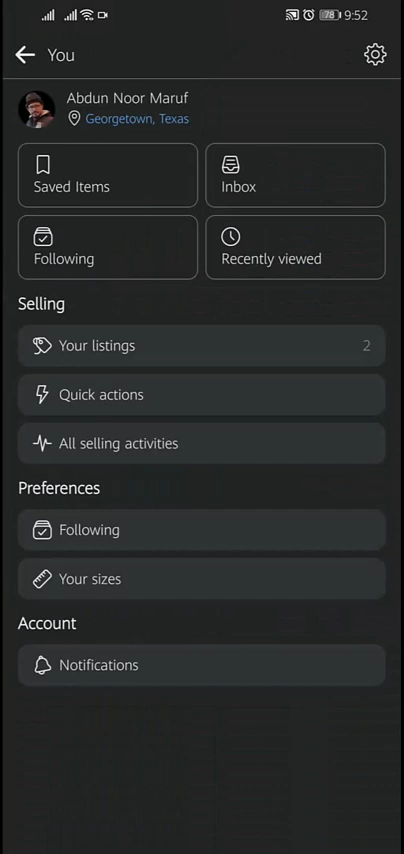 78 9:52
You
Abdun Noor Maruf
Georgetown, Texas
Saved Items
Inbox
Following
Recently viewed
Selling
Your listings 2
Quick actions
All selling activities
Preferences
Following
Your sizes
Account
Notifications